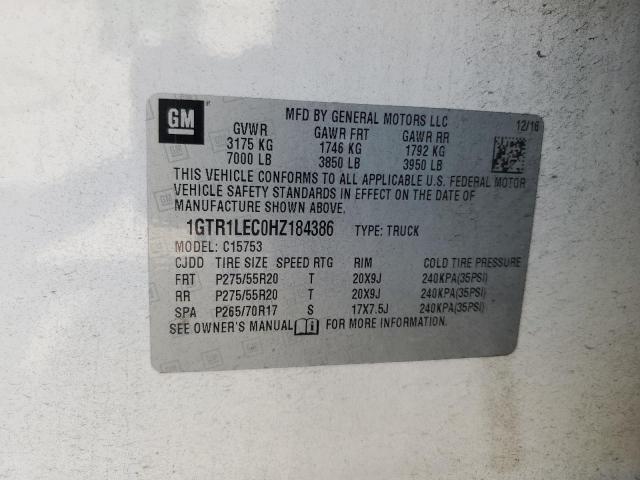 GM
MFD BY GENERAL MOTORS LLC
12/16
GVWR GAWR FRT GAWR RR
3175 KG 1746 KG 1792 KG
7000 LB 3850 LB 3950 LB
THIS VEHICLE CONFORMS TO ALL APPLICABLE U.S. FEDERAL MOTOR
VEHICLE SAFETY STANDARDS IN EFFECT ON THE DATE OF
MANUFACTURE SHOWN ABOVE.
1GTR1LEC0HZ184386 TYPE: TRUCK
MODEL: C15753
CJDD TIRE SIZE SPEED RTG RIM COLD TIRE PRESSURE
FRT P275/55R20 T 20X9J 240KPA(35PSI)
RR P275/55R20 T 20X9J 240KPA(35PSI)
SPA P265/70R17 S 17X7.5J 240KPA(35PSI)
SEE OWNER'S MANUAL FOR MORE INFORMATION.